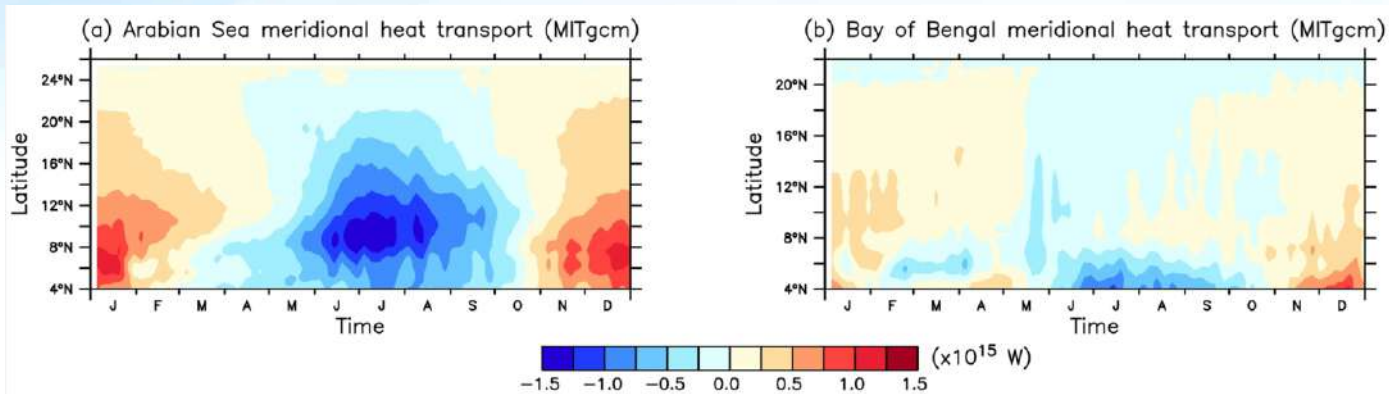 (a) Arabian Sea meridional heat transport (MITgcm)
24°N
20°N
16°N
12°N
8°N
4°N
Latitude
J F M A M J J A S O N D
Time
(b) Bay of Bengal meridional heat transport (MITgcm)
20°N
16°N
12°N
8°N
4°N
Latitude
J F M A M J J A S O N D
Time
(x10¹⁵ W)
−1.5 −1.0 −0.5 0.0 0.5 1.0 1.5